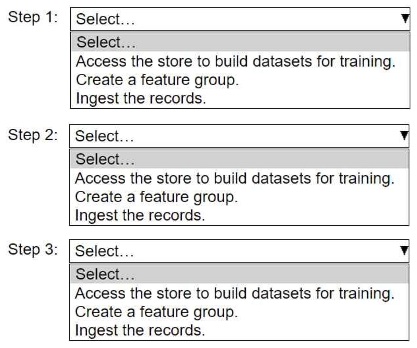 Step 1: Select...
Select...
Access the store to build datasets for training.
Create a feature group.
Ingest the records.
Step 2: Select...
Select...
Access the store to build datasets for training.
Create a feature group.
Ingest the records.
Step 3: Select...
Select...
Access the store to build datasets for training.
Create a feature group.
Ingest the records.